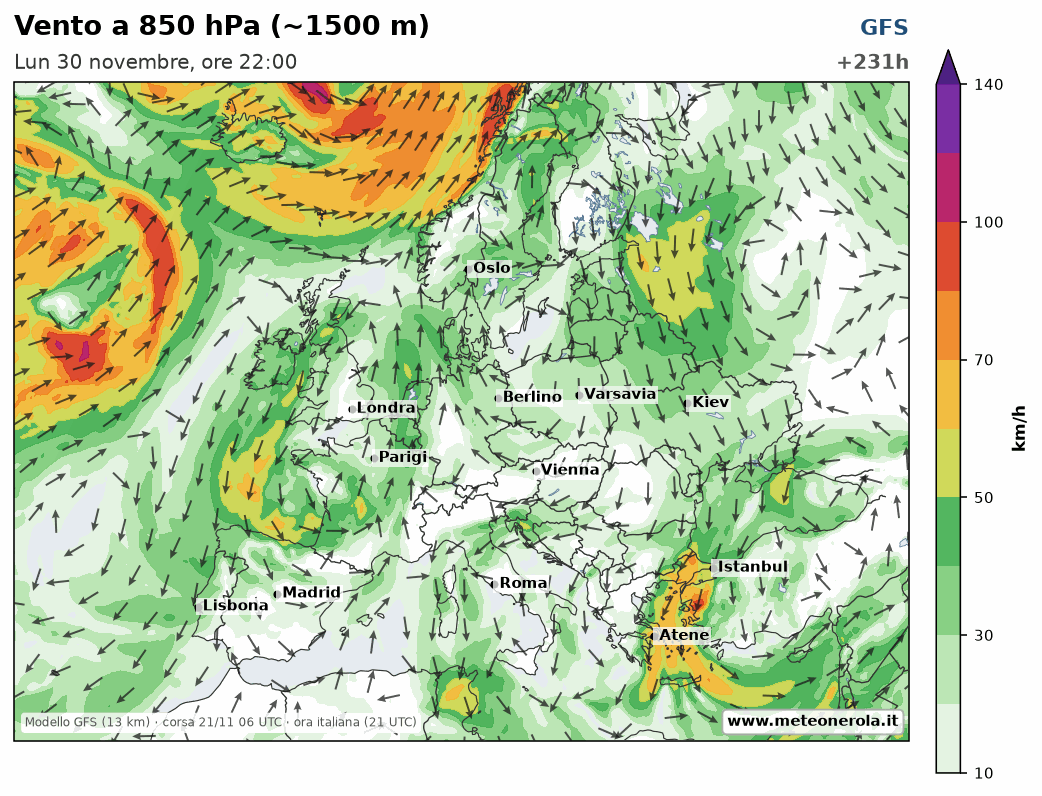 Vento a 850 hPa (~1500 m)
GFS
Lun 30 novembre, ore 22:00
+231h
140
100
70
50
30
10
km/h
Oslo
Londra
Berlino
Varsavia
Kiev
Parigi
Vienna
Istanbul
Madrid
Roma
Lisbona
Atene
Modello GFS (13 km) · corsa 21/11 06 UTC · ora italiana (21 UTC)
www.meteonerola.it